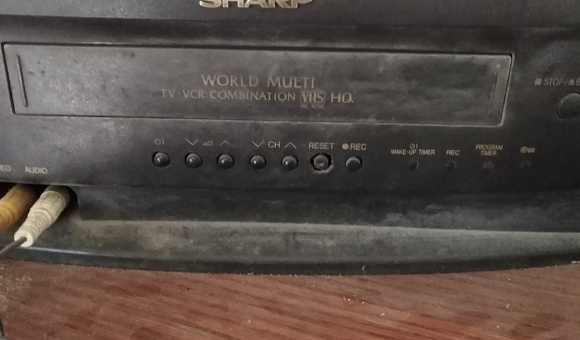 SHARP
WORLD MULTI
TV-VCR COMBINATION VHS HQ
STOP/
CH RESET REC
WAKE-UP TIMER REC PROGRAM TIMER
AUDIO